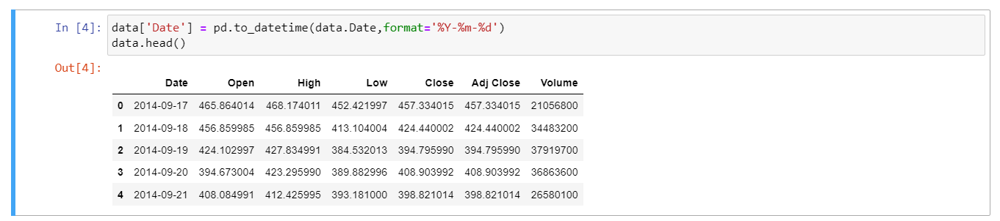 In [4]: data['Date'] = pd.to_datetime(data.Date,format='%Y-%m-%d')
data.head()
Out[4]:
Date Open High Low Close Adj Close Volume
0 2014-09-17 465.864014 468.174011 452.421997 457.334015 457.334015 21056800
1 2014-09-18 456.859985 456.859985 413.104004 424.440002 424.440002 34483200
2 2014-09-19 424.102997 427.834991 384.532013 394.795990 394.795990 37919700
3 2014-09-20 394.673004 423.295990 389.882996 408.903992 408.903992 36863600
4 2014-09-21 408.084991 412.425995 393.181000 398.821014 398.821014 26580100